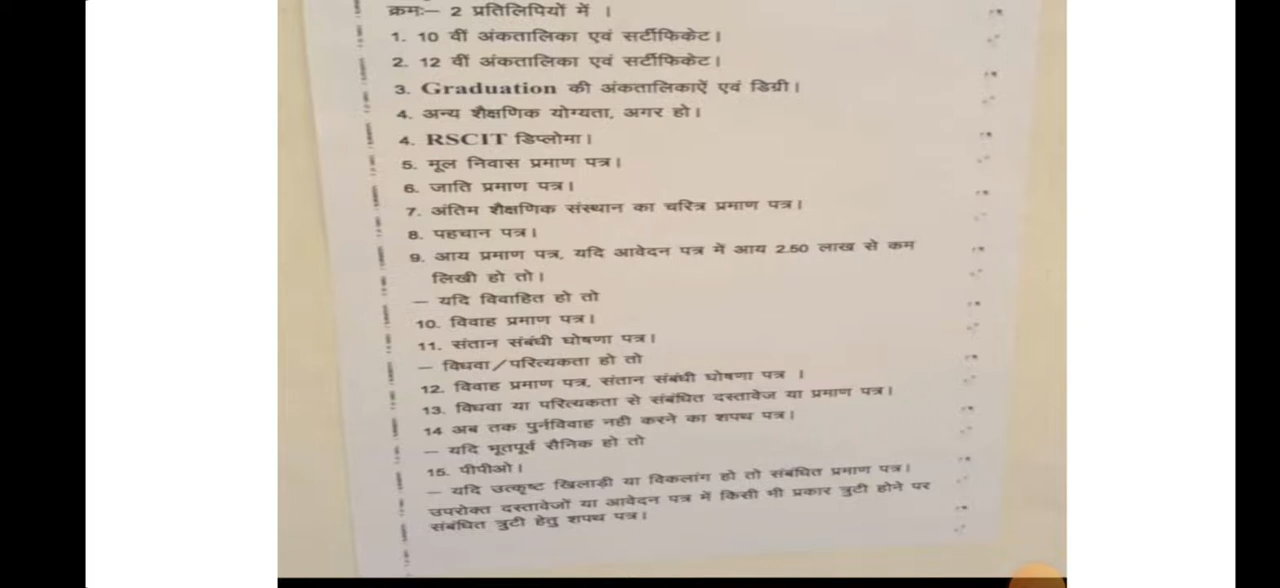 क्रमः– 2 प्रतिलिपियों में ।
1. 10 वीं अंकतालिका एवं सर्टीफिकेट।
2. 12 वीं अंकतालिका एवं सर्टीफिकेट।
3. Graduation की अंकतालिकाऐं एवं डिग्री।
4. अन्य शैक्षणिक योग्यता, अगर हो।
4. RSCIT डिप्लोमा।
5. मूल निवास प्रमाण पत्र।
6. जाति प्रमाण पत्र।
7. अंतिम शैक्षणिक संस्थान का चरित्र प्रमाण पत्र।
8. पहचान पत्र।
9. आय प्रमाण पत्र, यदि आवेदन पत्र में आय 2.50 लाख से कम
लिखी हो तो।
– यदि विवाहित हो तो
10. विवाह प्रमाण पत्र।
11. संतान संबंधी घोषणा पत्र।
– विधवा/परित्यकता हो तो
12. विवाह प्रमाण पत्र, संतान संबंधी घोषणा पत्र ।
13. विधवा या परित्यकता से संबंधित दस्तावेज या प्रमाण पत्र।
14 अब तक पुर्नविवाह नही करने का शपथ पत्र।
– यदि भूतपूर्व सैनिक हो तो
15. पीपीओ।
– यदि उत्कृष्ट खिलाड़ी या विकलांग हो तो संबंधित प्रमाण पत्र।
उपरोक्त दस्तावेजों या आवेदन पत्र में किसी भी प्रकार त्रुटी होने पर
संबंधित त्रुटी हेतु शपथ पत्र।